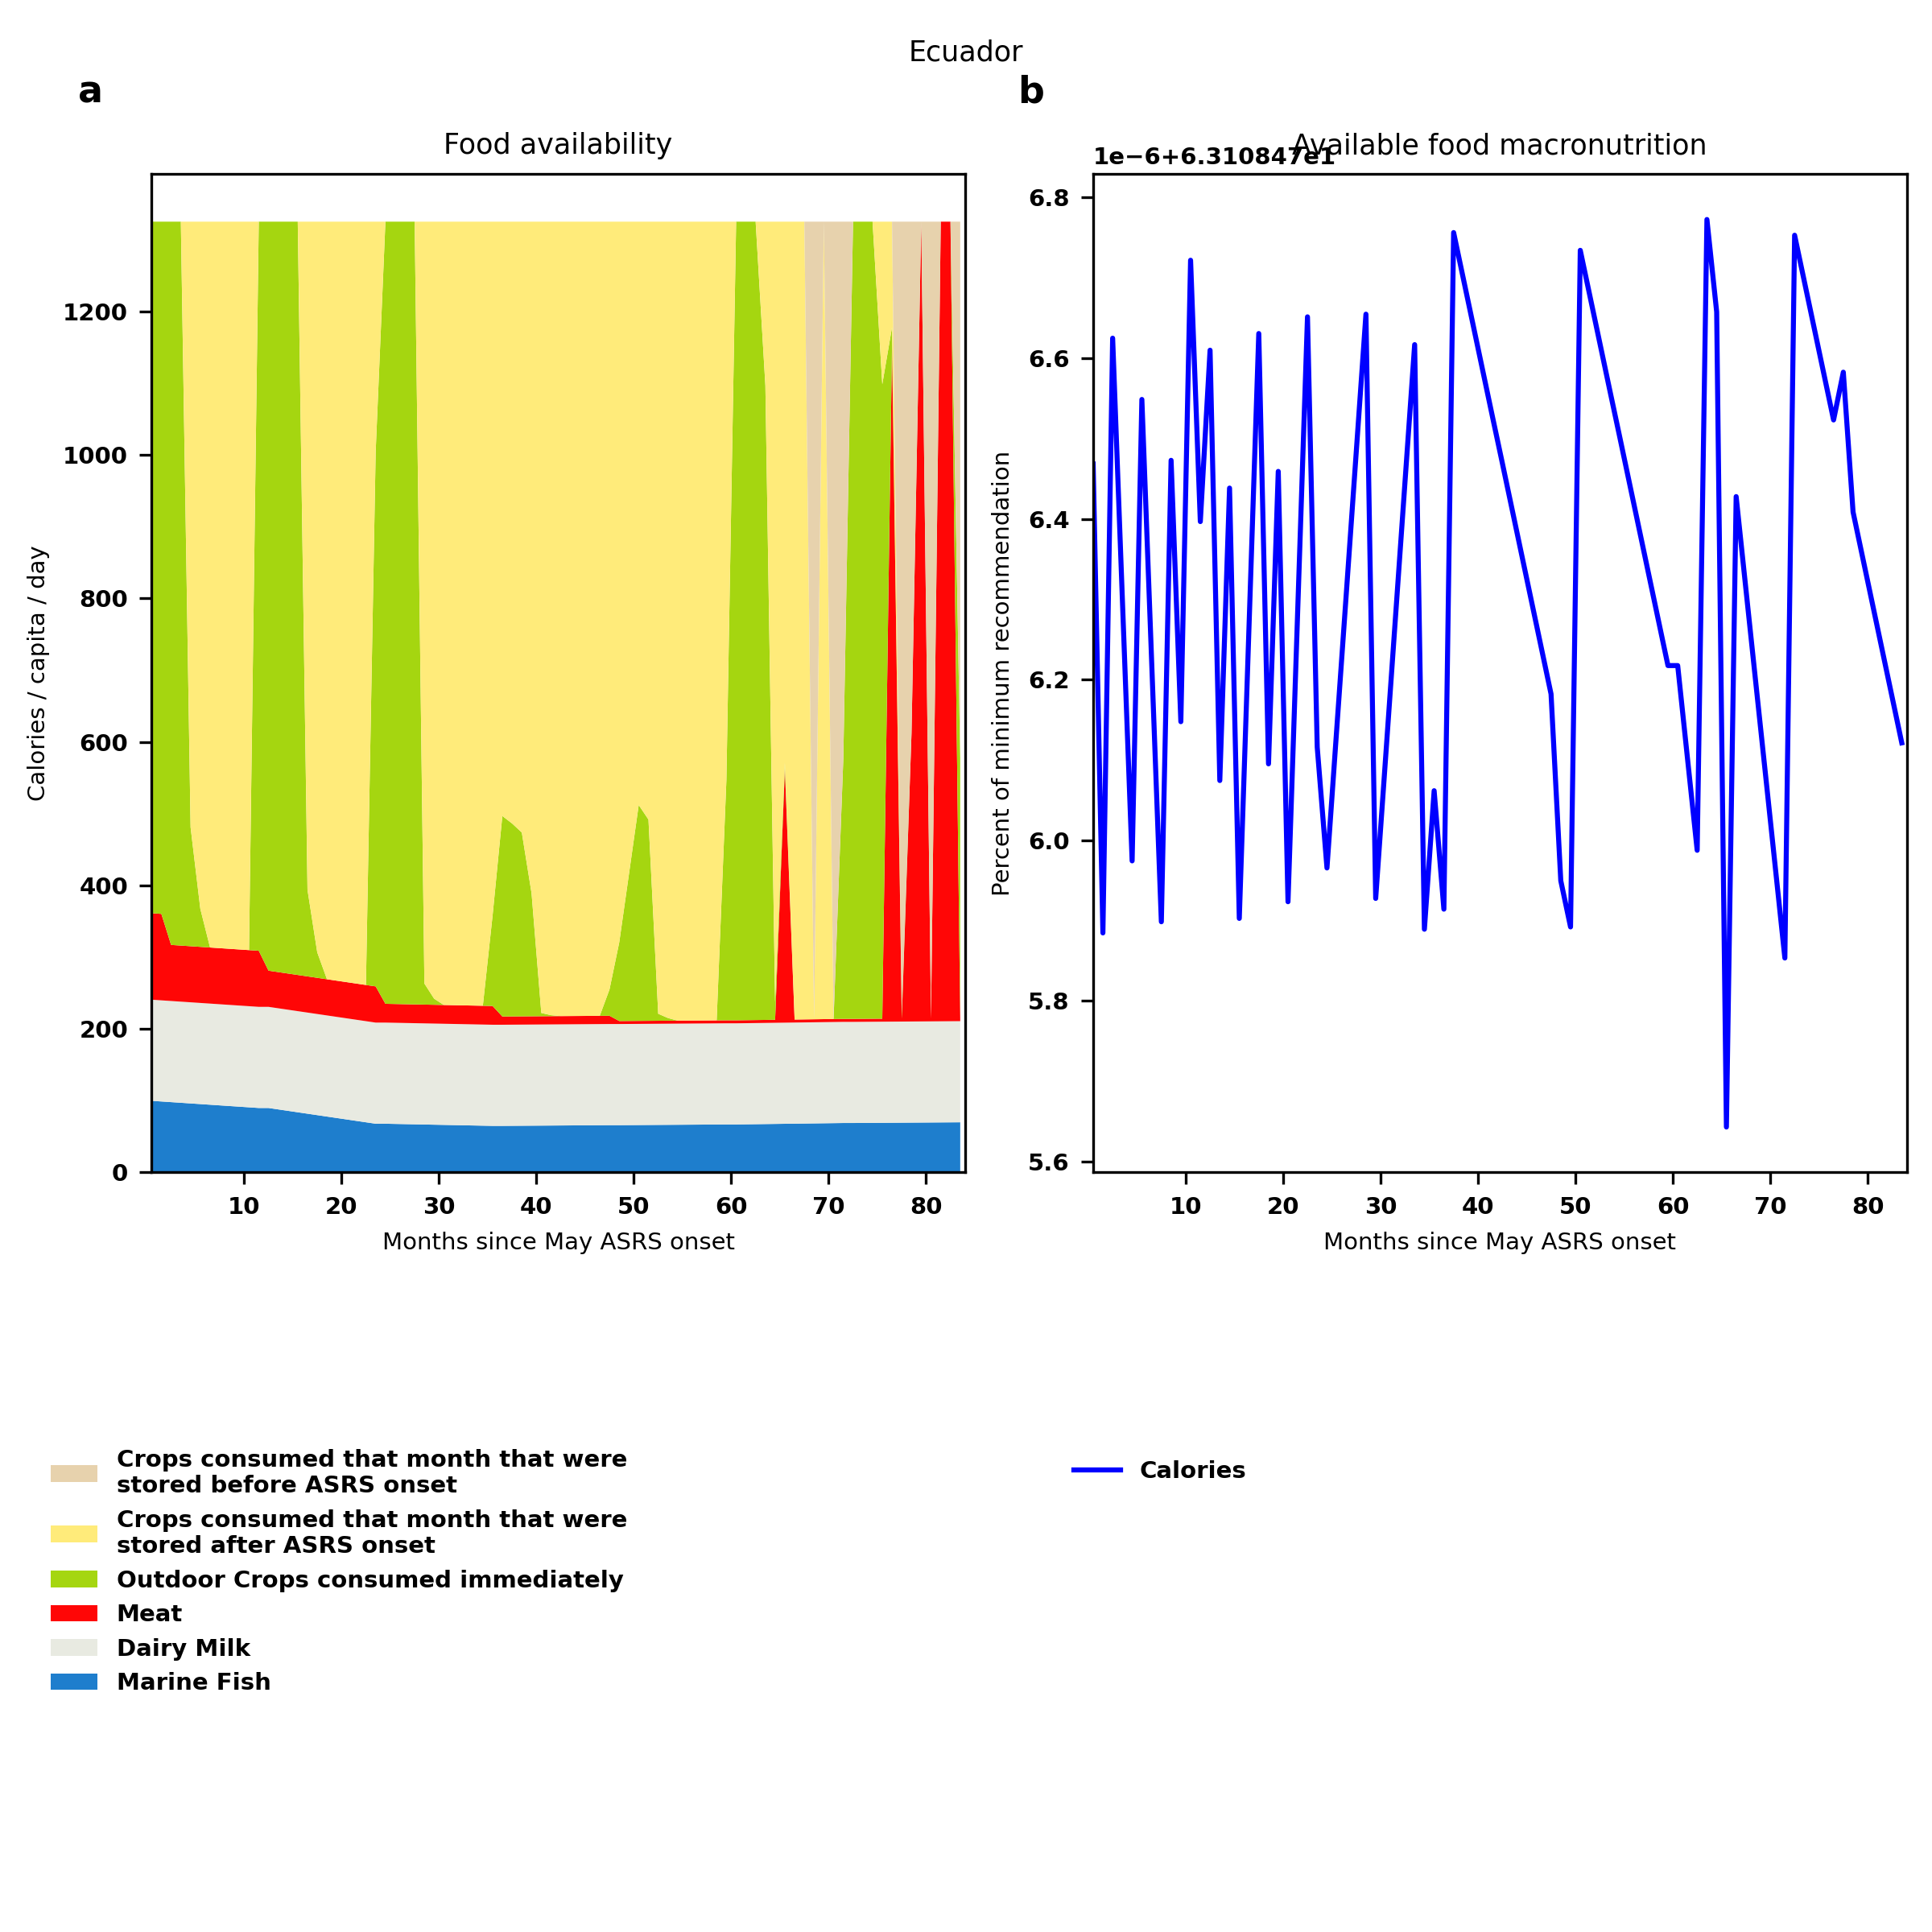 Ecuador
a
b
Food availability
Available food macronutrition
1e−6+6.310847e1
Calories / capita / day
1200
1000
800
600
400
200
0
10 20 30 40 50 60 70 80
Months since May ASRS onset
Percent of minimum recommendation
6.8
6.6
6.4
6.2
6.0
5.8
5.6
10 20 30 40 50 60 70 80
Months since May ASRS onset
Crops consumed that month that were
stored before ASRS onset
Crops consumed that month that were
stored after ASRS onset
Outdoor Crops consumed immediately
Meat
Dairy Milk
Marine Fish
Calories